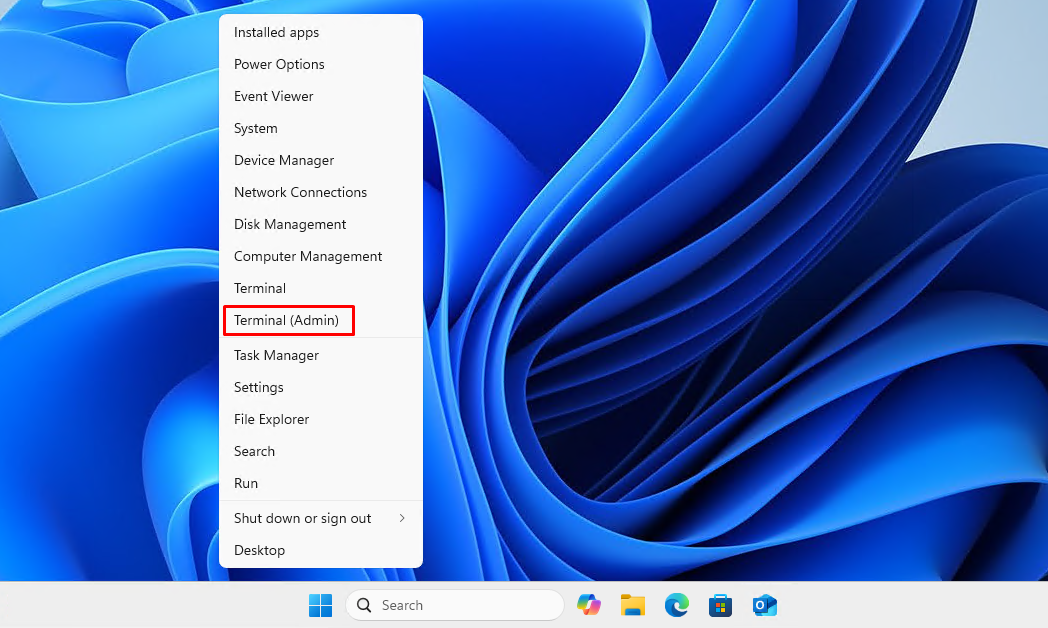 Installed apps
Power Options
Event Viewer
System
Device Manager
Network Connections
Disk Management
Computer Management
Terminal
Terminal (Admin)
Task Manager
Settings
File Explorer
Search
Run
Shut down or sign out
Desktop
Search